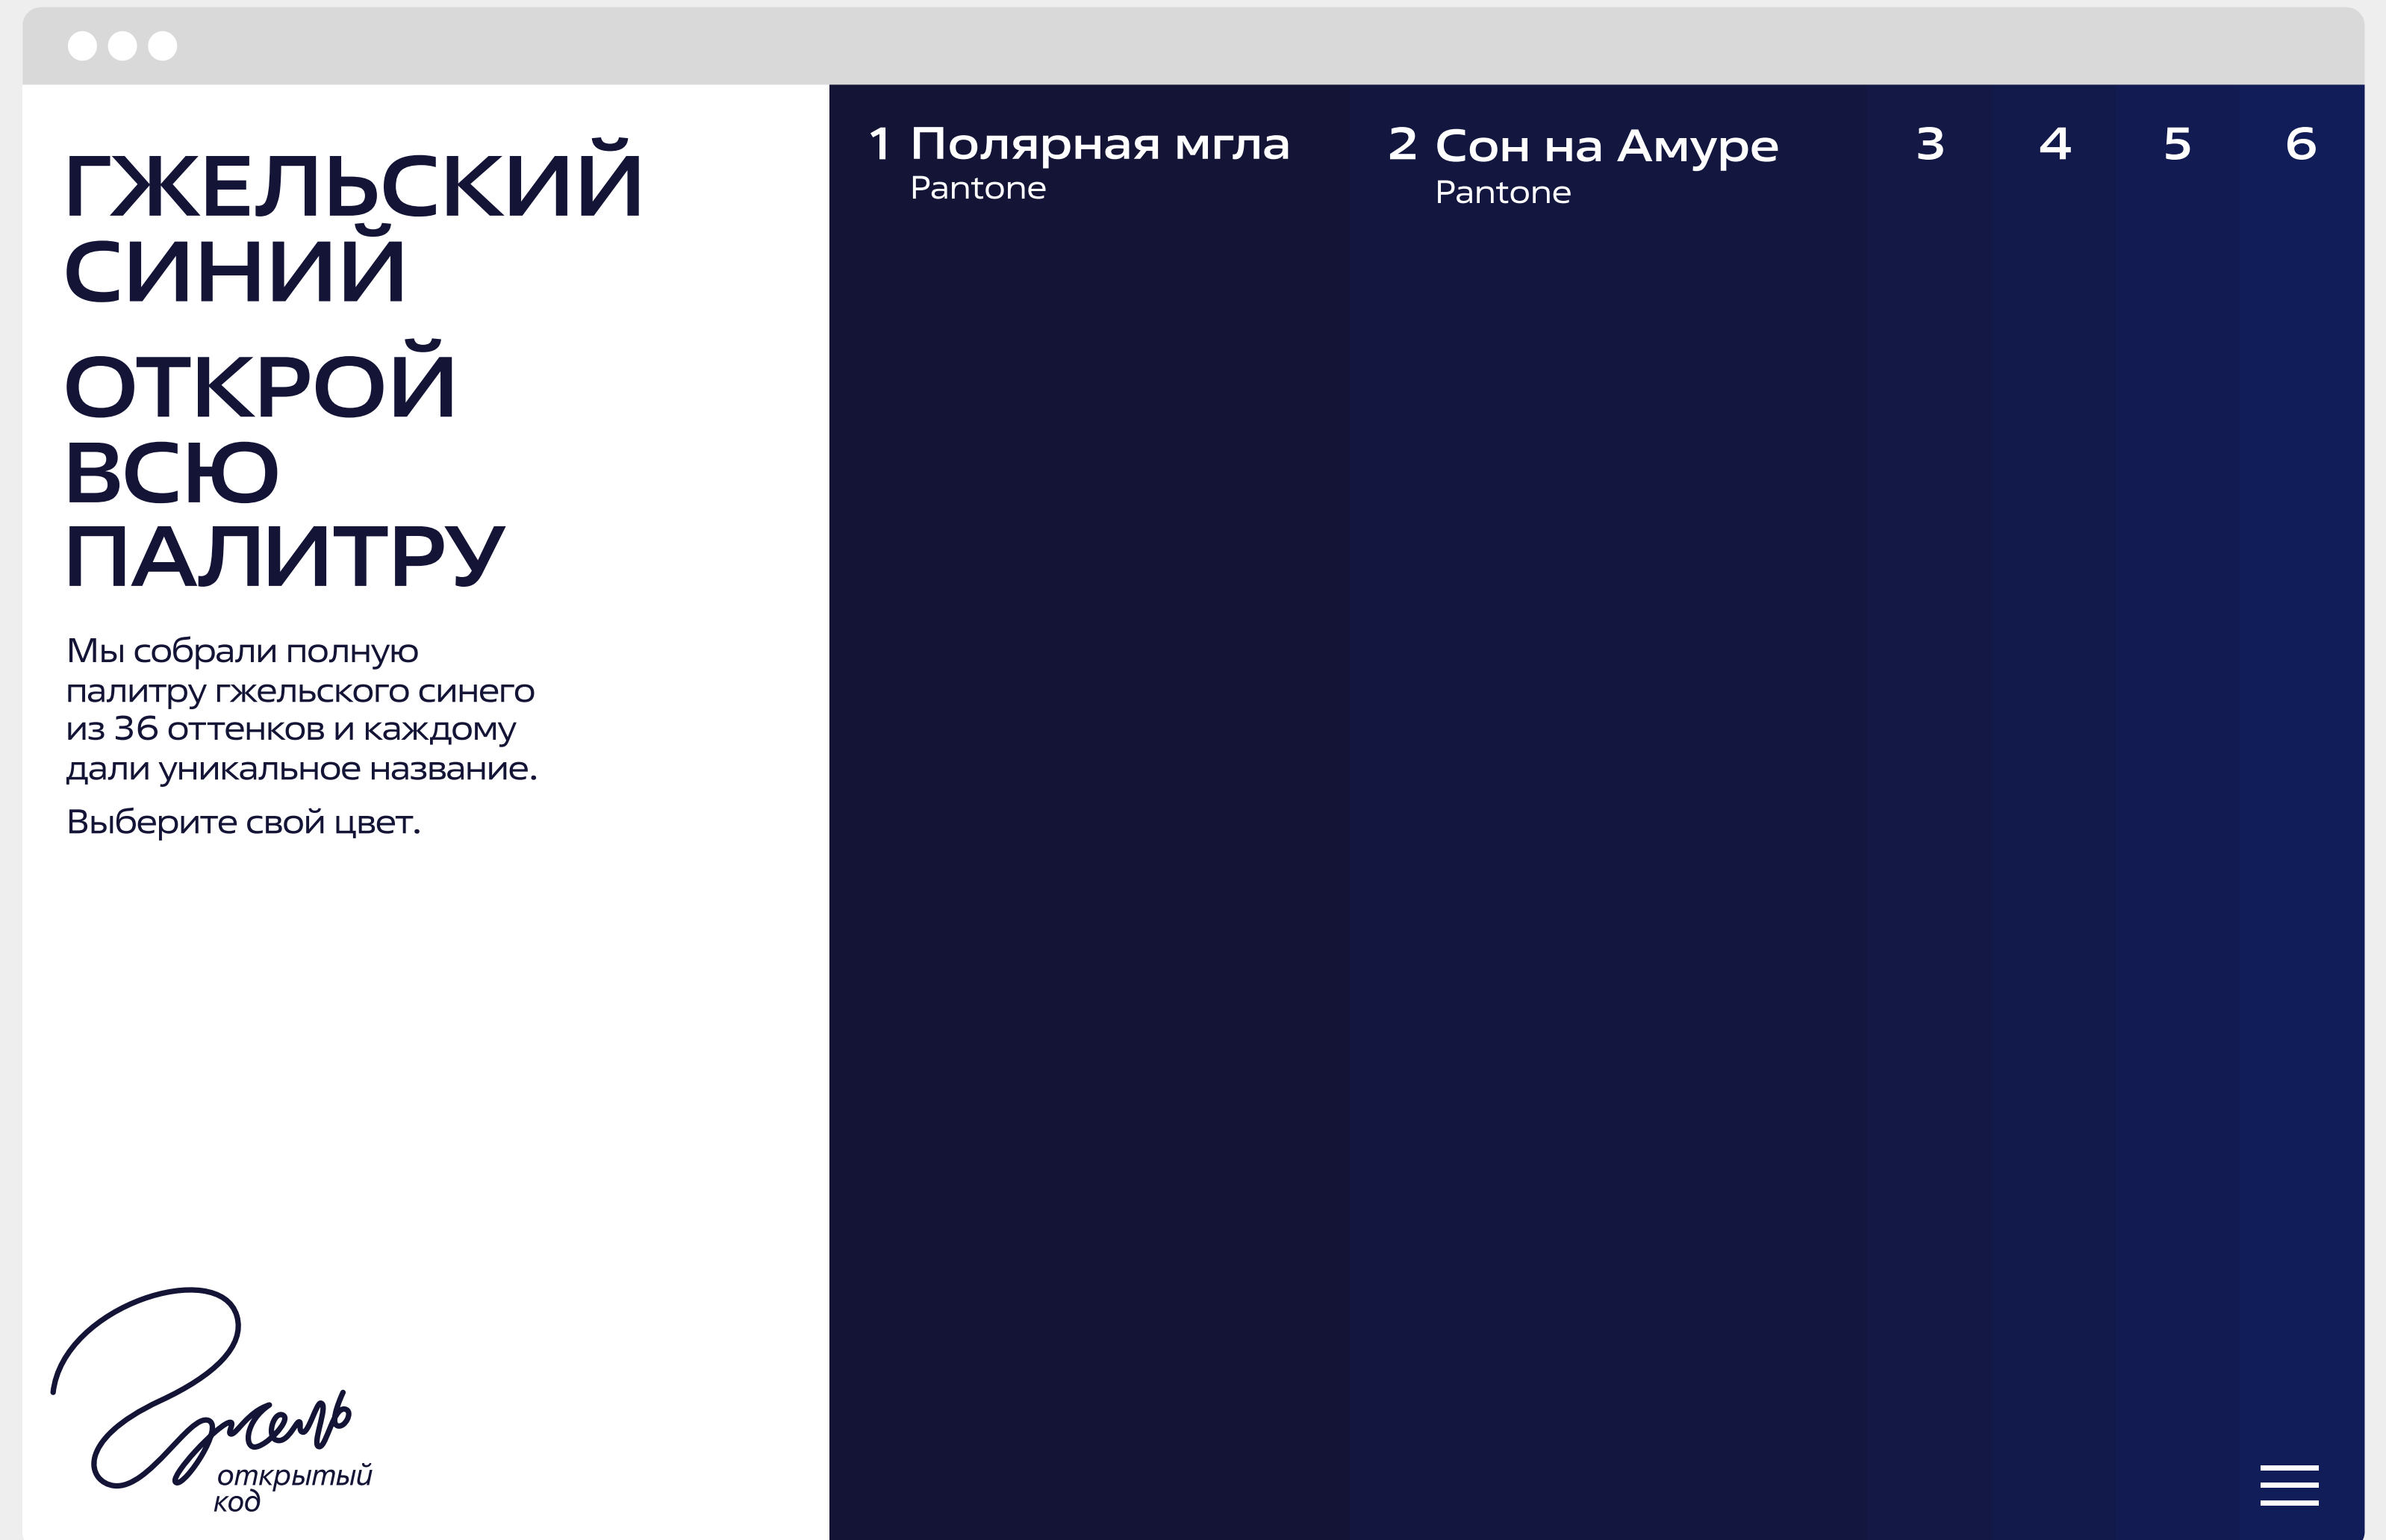 ГЖЕЛЬСКИЙ
СИНИЙ
ОТКРОЙ
ВСЮ
ПАЛИТРУ
Мы собрали полную
палитру гжельского синего
из 36 оттенков и каждому
дали уникальное название.
Выберите свой цвет.
Гжель
открытый
код
1 Полярная мгла
Pantone
2 Сон на Амуре
Pantone
3
4
5
6